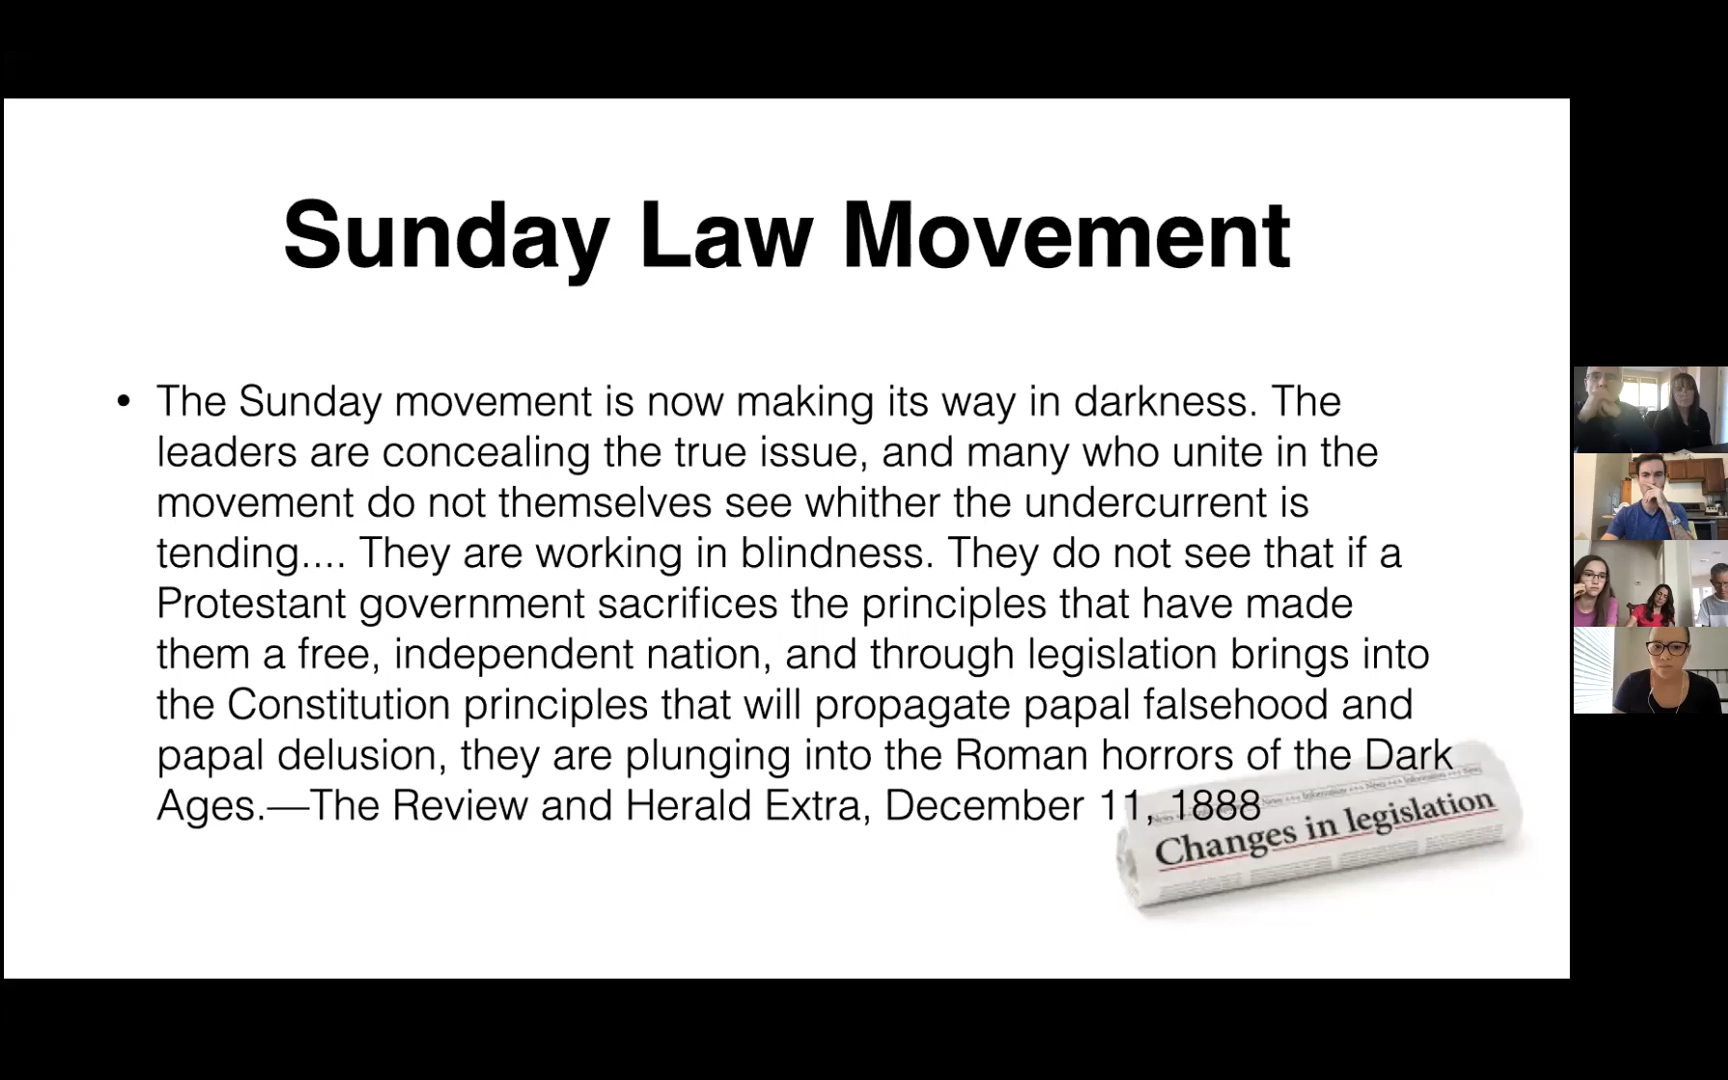 Sunday Law Movement
• The Sunday movement is now making its way in darkness. The
leaders are concealing the true issue, and many who unite in the
movement do not themselves see whither the undercurrent is
tending.... They are working in blindness. They do not see that if a
Protestant government sacrifices the principles that have made
them a free, independent nation, and through legislation brings into
the Constitution principles that will propagate papal falsehood and
papal delusion, they are plunging into the Roman horrors of the Dark
Ages.—The Review and Herald Extra, December 11, 1888
Changes in legislation